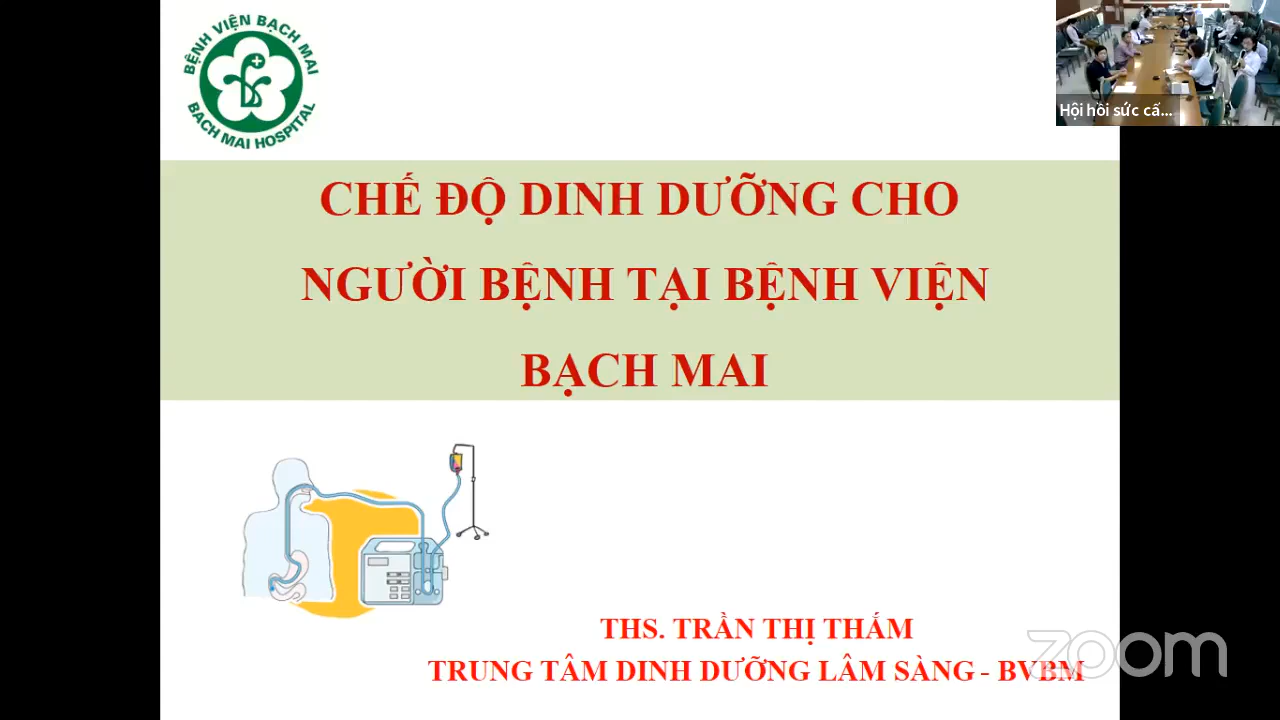 BỆNH VIỆN BẠCH MAI
BACH MAI HOSPITAL
Hội hồi sức cấ...
CHẾ ĐỘ DINH DƯỠNG CHO
NGƯỜI BỆNH TẠI BỆNH VIỆN
BẠCH MAI
THS. TRẦN THỊ THẮM
TRUNG TÂM DINH DƯỠNG LÂM SÀNG - BVBM
zoom